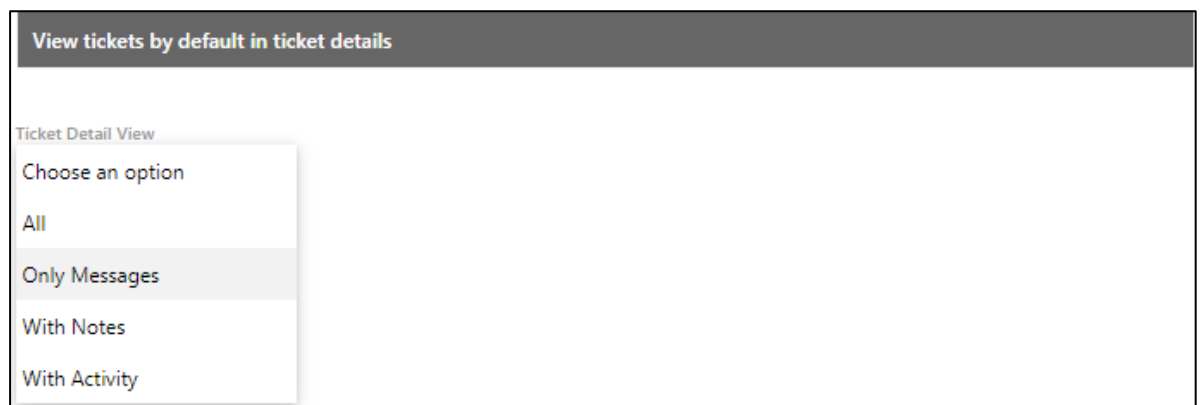 View tickets by default in ticket details
Ticket Detail View
Choose an option
All
Only Messages
With Notes
With Activity